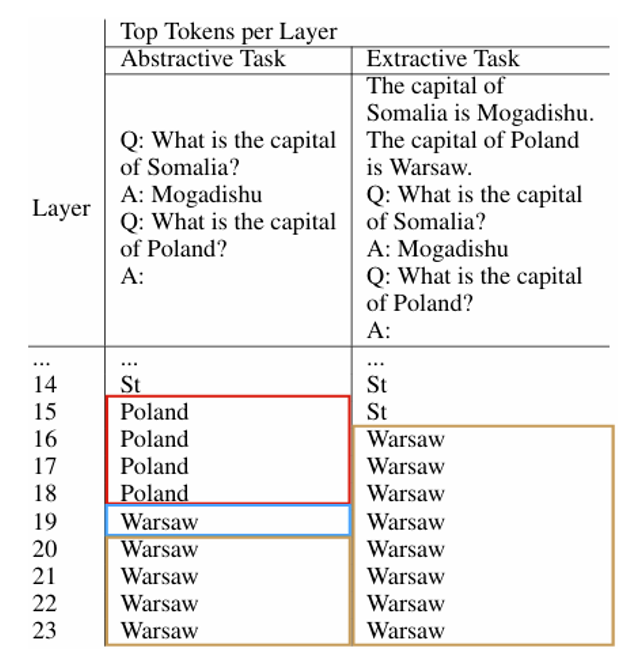 Top Tokens per Layer
Abstractive Task Extractive Task
Layer
Q: What is the capital
of Somalia?
A: Mogadishu
Q: What is the capital
of Poland?
A:
The capital of
Somalia is Mogadishu.
The capital of Poland
is Warsaw.
Q: What is the capital
of Somalia?
A: Mogadishu
Q: What is the capital
of Poland?
A:
... ... ...
14 St St
15 Poland St
16 Poland Warsaw
17 Poland Warsaw
18 Poland Warsaw
19 Warsaw Warsaw
20 Warsaw Warsaw
21 Warsaw Warsaw
22 Warsaw Warsaw
23 Warsaw Warsaw